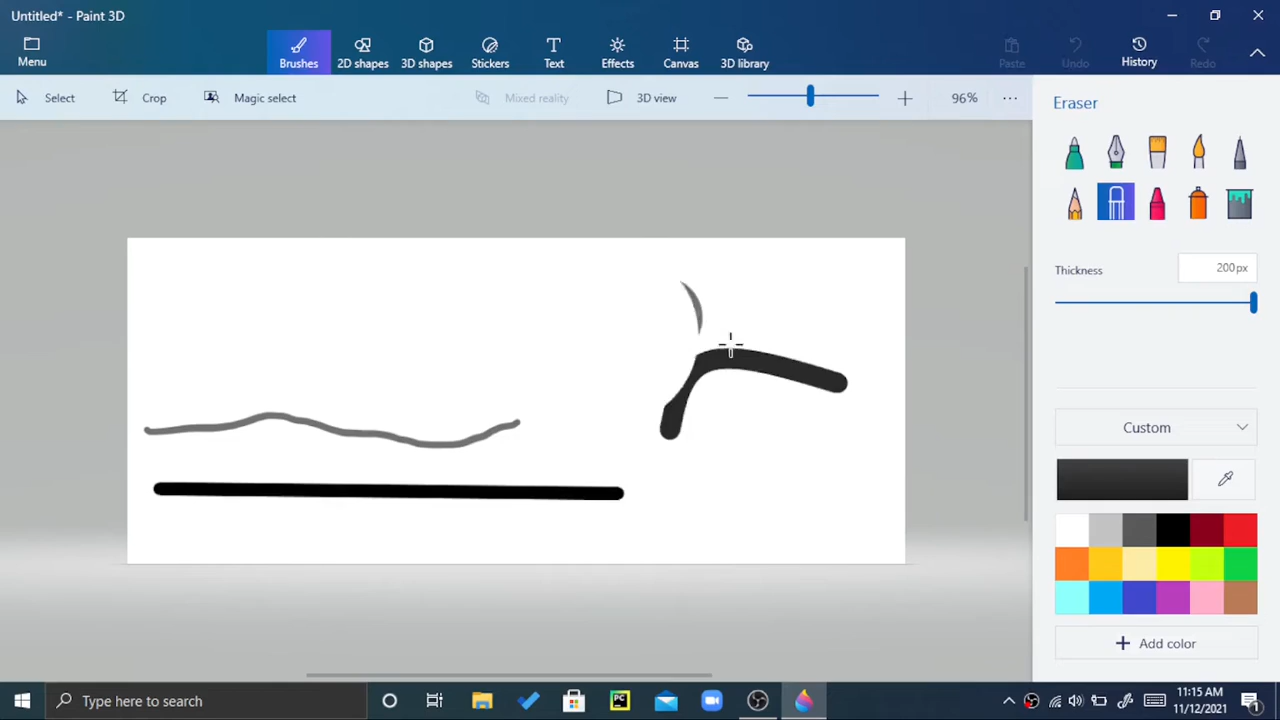 Untitled* - Paint 3D
Menu
Brushes
2D shapes
3D shapes
Stickers
Text
Effects
Canvas
3D library
Paste
Undo
History
Redo
Select
Crop
Magic select
Mixed reality
3D view
96%
Eraser
Thickness
200px
Custom
Add color
Type here to search
PC
11:15 AM
11/12/2021
1